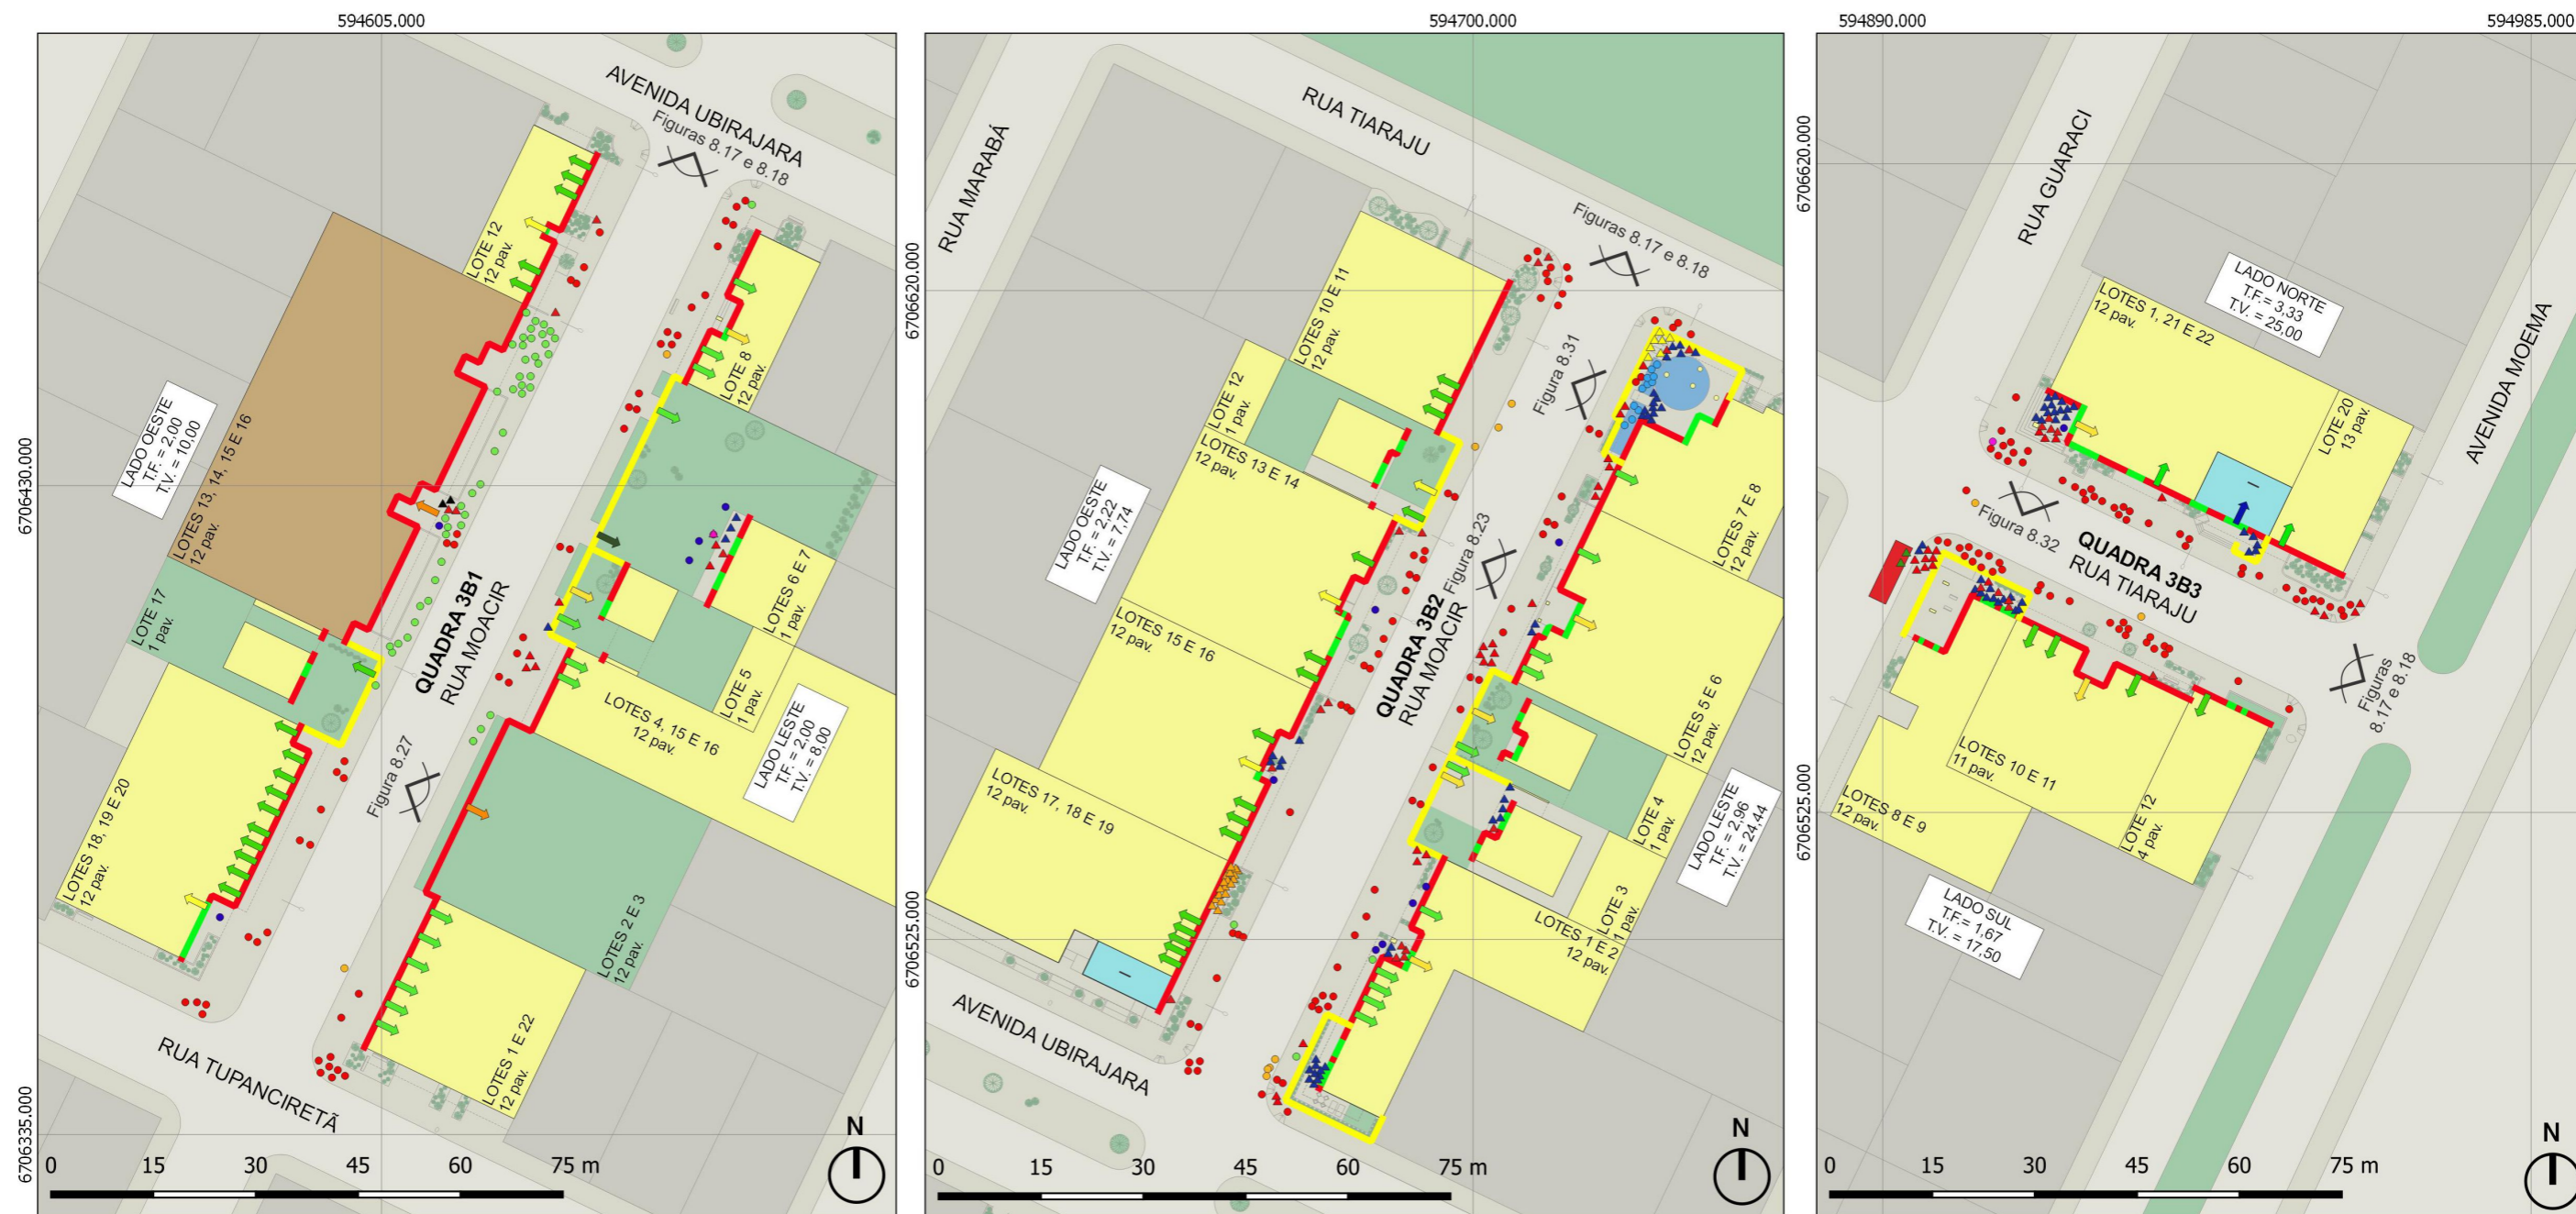 594605.000
594700.000
594890.000
594985.000
AVENIDA UBIRAJARA
Figuras 8.17 e 8.18
LOTE 12
12 pav.
LADO OESTE
T.F. = 2,00
T.V. = 10,00
LOTES 13, 14, 15 E 16
12 pav.
LOTE 8
12 pav.
6706430.000
LOTE 17
1 pav.
QUADRA 3B1
RUA MOACIR
LOTES 6 E 7
1 pav.
LOTE 5
1 pav.
LOTES 4, 15 E 16
12 pav.
LADO LESTE
T.F. = 2,00
T.V. = 8,00
Figura 8.27
LOTES 18, 19 E 20
12 pav.
LOTES 2 E 3
12 pav.
LOTES 1 E 22
12 pav.
RUA TUPANCIRETÃ
6706335.000
0 15 30 45 60 75 m
N
RUA MARABÁ
RUA TIARAJU
Figuras 8.17 e 8.18
6706620.000
LOTES 10 E 11
12 pav.
Figura 8.31
LOTE 12
1 pav.
LOTES 13 E 14
12 pav.
LADO OESTE
T.F. = 2,22
T.V. = 7,74
LOTES 7 E 8
12 pav.
Figura 8.23
QUADRA 3B2
RUA MOACIR
LOTES 15 E 16
12 pav.
LOTES 5 E 6
12 pav.
LOTES 17, 18 E 19
12 pav.
LOTE 4
1 pav.
LADO LESTE
T.F. = 2,96
T.V. = 24,44
LOTE 3
1 pav.
LOTES 1 E 2
12 pav.
6706525.000
AVENIDA UBIRAJARA
0 15 30 45 60 75 m
N
6706620.000
RUA GUARACI
LADO NORTE
T.F.= 3,33
T.V. = 25,00
LOTES 1, 21 E 22
12 pav.
AVENIDA MOEMA
LOTE 20
13 pav.
Figura 8.32
QUADRA 3B3
RUA TIARAJU
Figuras
8.17 e 8.18
LOTES 10 E 11
11 pav.
LOTES 8 E 9
12 pav.
LOTE 12
4 pav.
6706525.000
LADO SUL
T.F.= 1,67
T.V. = 17,50
0 15 30 45 60 75 m
N